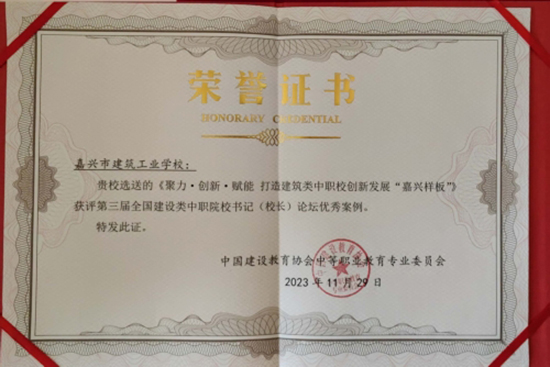 荣誉证书
HONORARY CREDENTIAL
嘉兴市建筑工业学校：
贵校选送的《聚力·创新·赋能 打造建筑类中职校创新发展“嘉兴样板”》
获评第三届全国建设类中职院校书记（校长）论坛优秀案例。
特发此证。
中国建设教育协会中等职业教育专业委员会
2023年11月29日